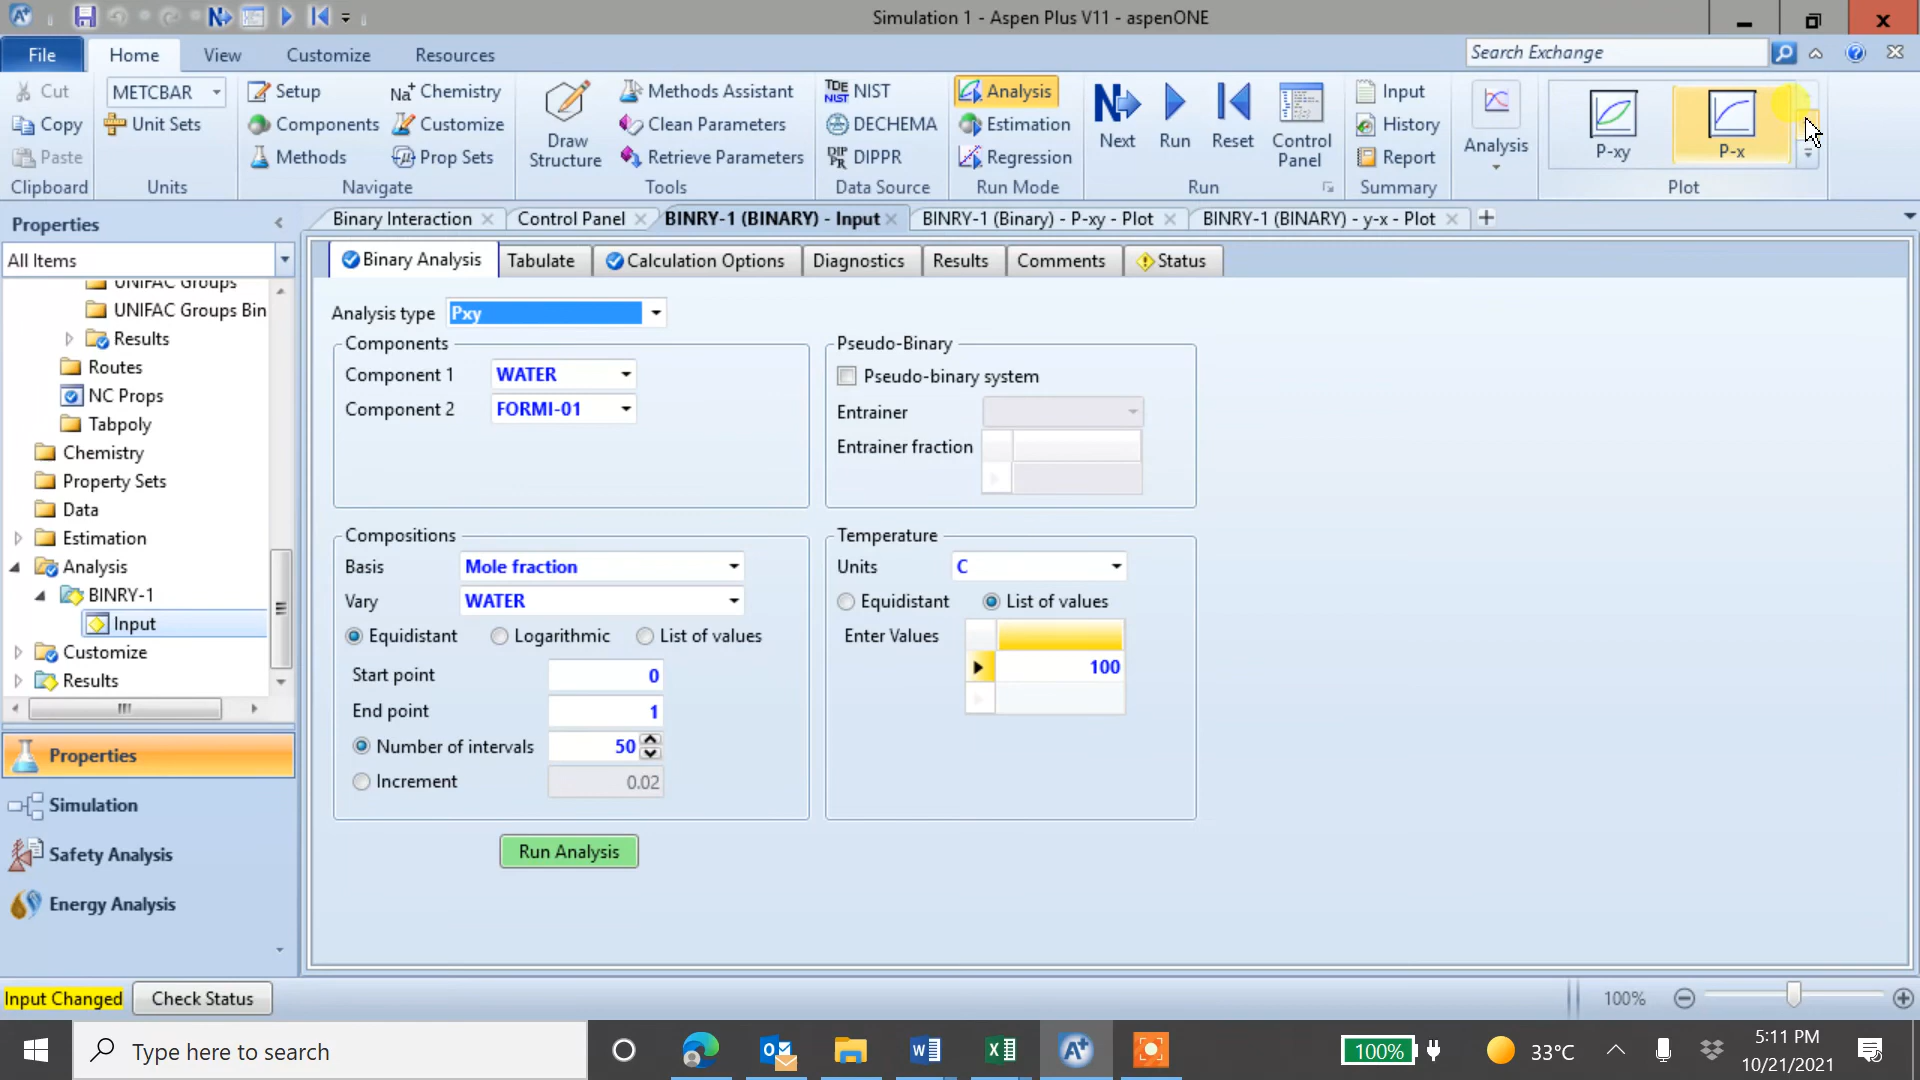 Simulation 1 - Aspen Plus V11 - aspenONE
File Home View Customize Resources Search Exchange
Cut METCBAR Setup Na+ Chemistry Methods Assistant TDE NIST NIST Analysis Input
Copy Unit Sets Components Customize Clean Parameters DECHEMA Estimation History
Paste Methods Prop Sets Draw Structure Retrieve Parameters DIPPR DIPPR Regression Next Run Reset Control Panel Report Analysis P-xy P-x
Clipboard Units Navigate Tools Data Source Run Mode Run Summary Plot
Properties Binary Interaction Control Panel BINRY-1 (BINARY) - Input BINRY-1 (Binary) - P-xy - Plot BINRY-1 (BINARY) - y-x - Plot
All Items
UNIFAC Groups
UNIFAC Groups Bin
Results
Routes
NC Props
Tabpoly
Chemistry
Property Sets
Data
Estimation
Analysis
BINRY-1
Input
Customize
Results
Properties
Simulation
Safety Analysis
Energy Analysis
Binary Analysis Tabulate Calculation Options Diagnostics Results Comments Status
Analysis type Pxy
Components
Component 1 WATER
Component 2 FORMI-01
Pseudo-Binary
Pseudo-binary system
Entrainer
Entrainer fraction
Compositions
Basis Mole fraction
Vary WATER
Equidistant Logarithmic List of values
Start point 0
End point 1
Number of intervals 50
Increment 0.02
Temperature
Units C
Equidistant List of values
Enter Values
100
Run Analysis
Input Changed Check Status 100%
Type here to search 100% 33°C 5:11 PM
10/21/2021